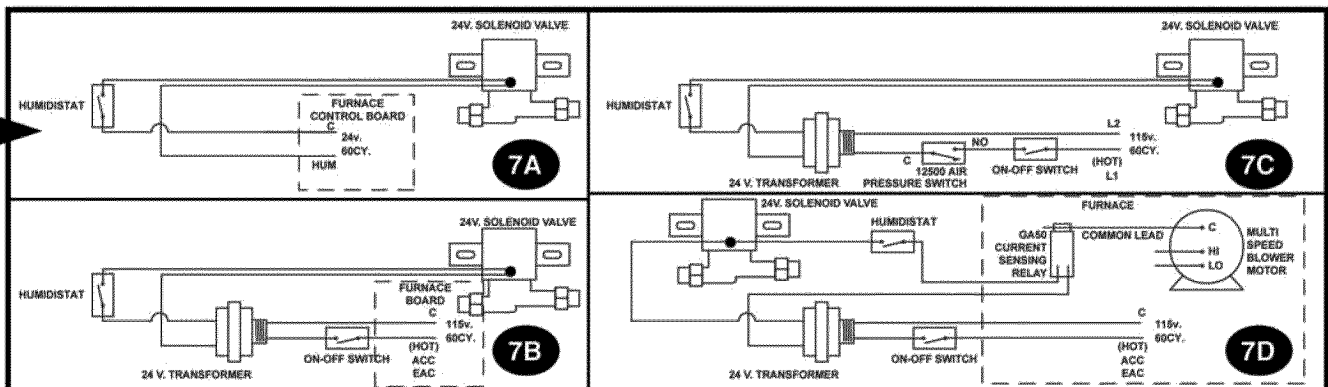 24V. SOLENOID VALVE
HUMIDISTAT
FURNACE
CONTROL BOARD
C
24v.
60CY.
HUM
7A
24V. SOLENOID VALVE
HUMIDISTAT
L2
115v.
60CY.
NO
(HOT)
L1
C
12500 AIR
PRESSURE SWITCH
ON-OFF SWITCH
24 V. TRANSFORMER
7C
24V. SOLENOID VALVE
HUMIDISTAT
FURNACE
BOARD
C
115v.
60CY.
(HOT)
ACC
EAC
ON-OFF SWITCH
24 V. TRANSFORMER
7B
24V. SOLENOID VALVE
HUMIDISTAT
FURNACE
GA50
CURRENT
SENSING
RELAY
COMMON LEAD
C
HI
LO
MULTI
SPEED
BLOWER
MOTOR
C
115v.
60CY.
(HOT)
ACC
EAC
ON-OFF SWITCH
24 V. TRANSFORMER
7D